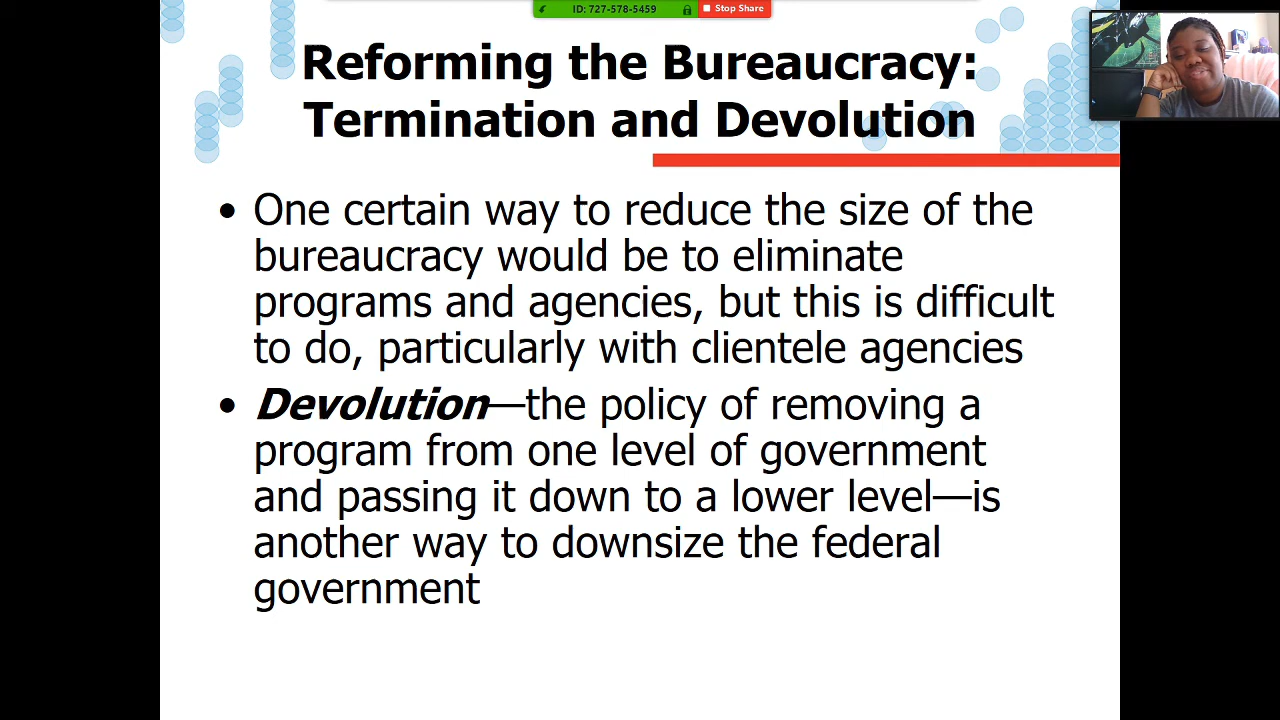 ID: 727-578-5459
Stop Share
Reforming the Bureaucracy:
Termination and Devolution
• One certain way to reduce the size of the
bureaucracy would be to eliminate
programs and agencies, but this is difficult
to do, particularly with clientele agencies
• Devolution—the policy of removing a
program from one level of government
and passing it down to a lower level—is
another way to downsize the federal
government